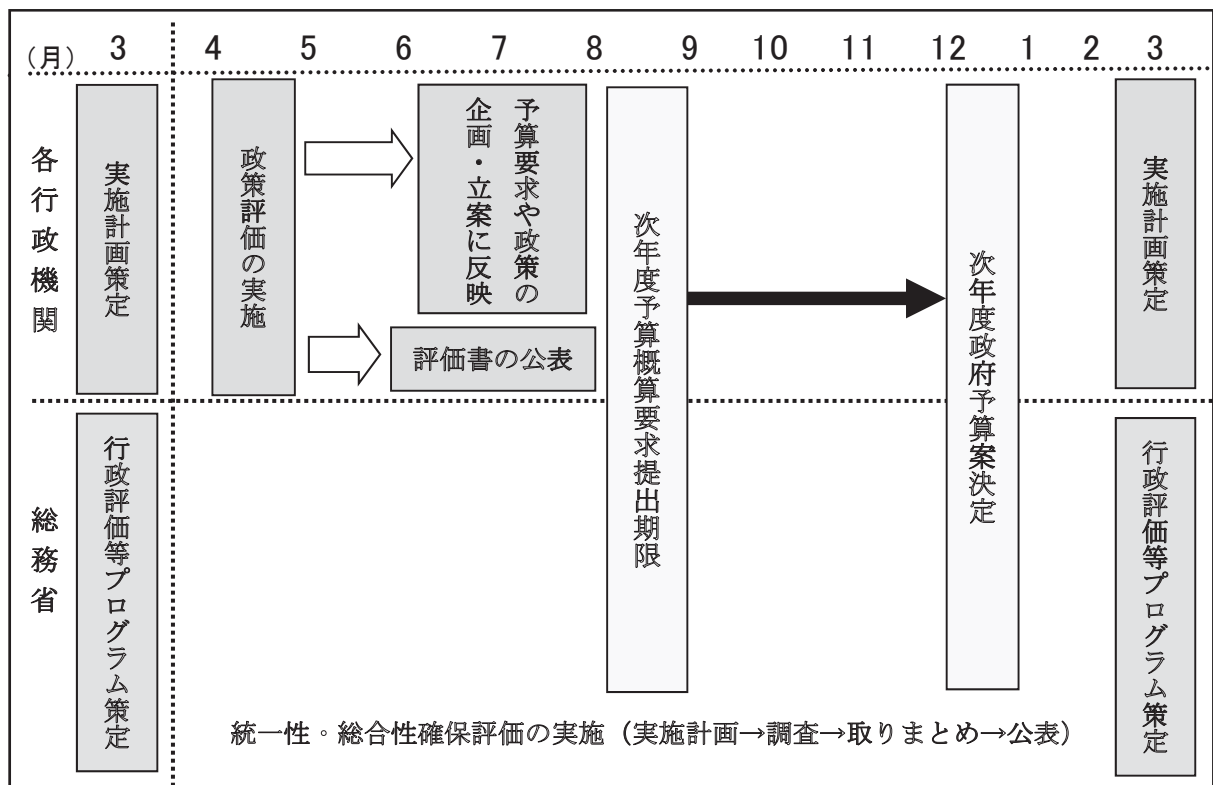 (月) 3 4 5 6 7 8 9 10 11 12 1 2 3
各行政機関
実施計画策定
政策評価の実施
予算要求や政策の
企画・立案に反映
評価書の公表
次年度予算概算要求提出期限
次年度政府予算案決定
実施計画策定
総務省
行政評価等プログラム策定
統一性。総合性確保評価の実施（実施計画→調査→取りまとめ→公表）
行政評価等プログラム策定